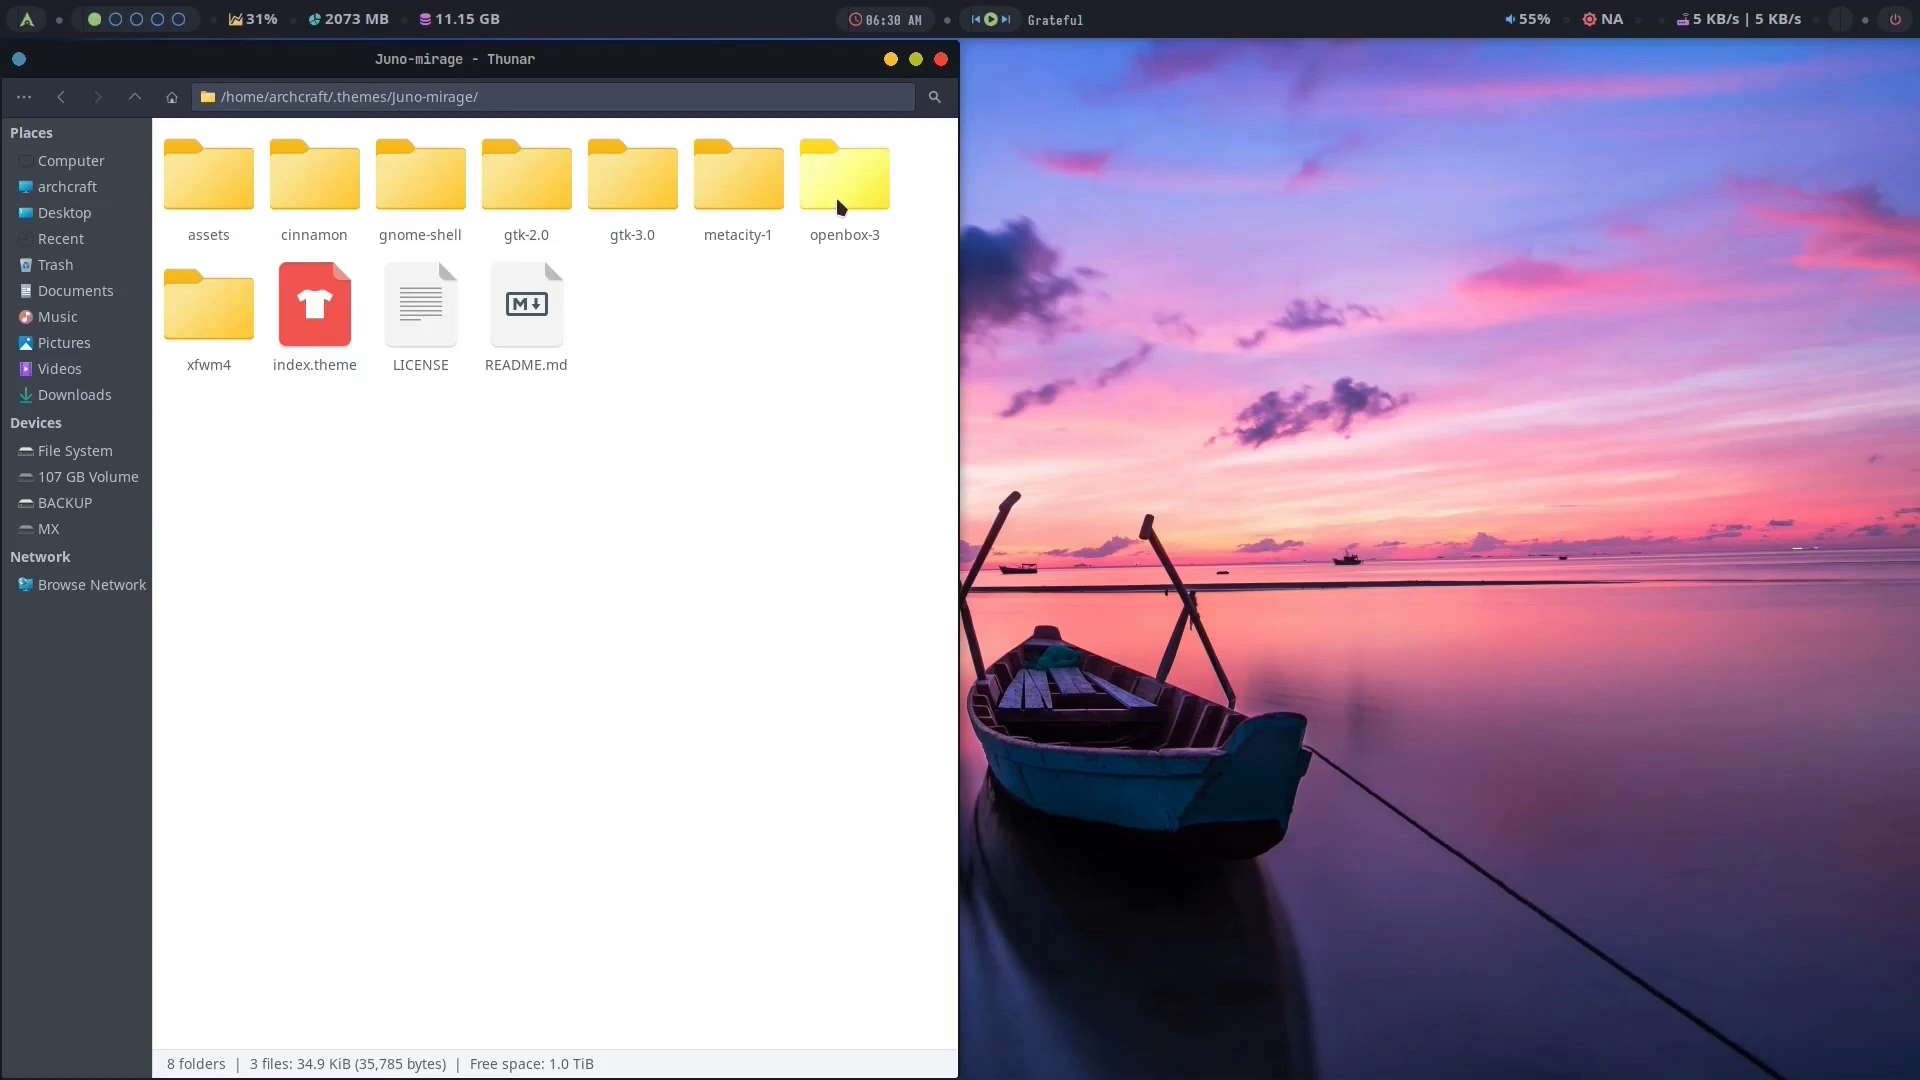 31% 2073 MB 11.15 GB 06:30 AM Grateful 55% NA 5 KB/s | 5 KB/s
Juno-mirage - Thunar
/home/archcraft/.themes/Juno-mirage/
Places
Computer
archcraft
Desktop
Recent
Trash
Documents
Music
Pictures
Videos
Downloads
Devices
File System
107 GB Volume
BACKUP
MX
Network
Browse Network
assets cinnamon gnome-shell gtk-2.0 gtk-3.0 metacity-1 openbox-3
M
xfwm4 index.theme LICENSE README.md
8 folders | 3 files: 34.9 KiB (35,785 bytes) | Free space: 1.0 TiB